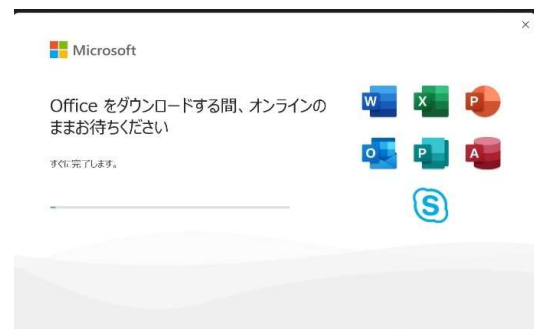 Microsoft
Office をダウンロードする間、オンラインの
ままお待ちください
すぐに完了します。
W
X
P
O
P
A
S